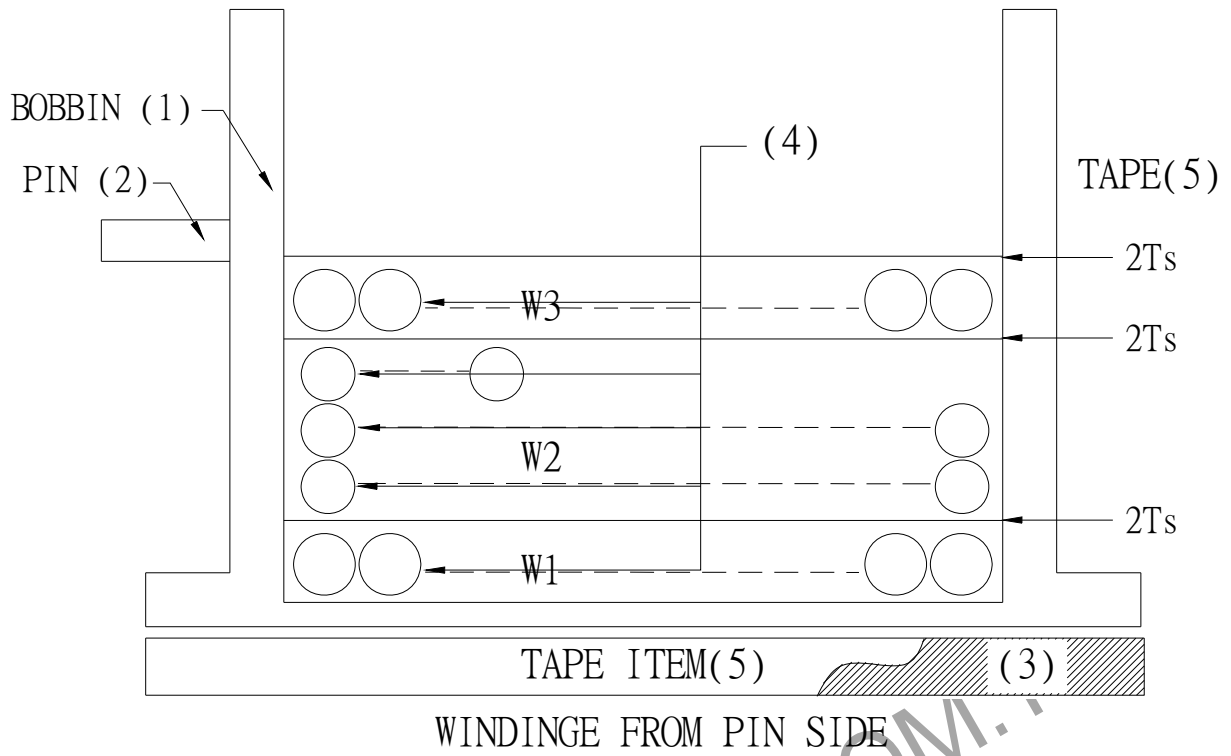 BOBBIN (1)
PIN (2)
(4)
TAPE(5)
2Ts
W3
2Ts
W2
2Ts
W1
TAPE ITEM(5)
(3)
WINDINGE FROM PIN SIDE
OM.